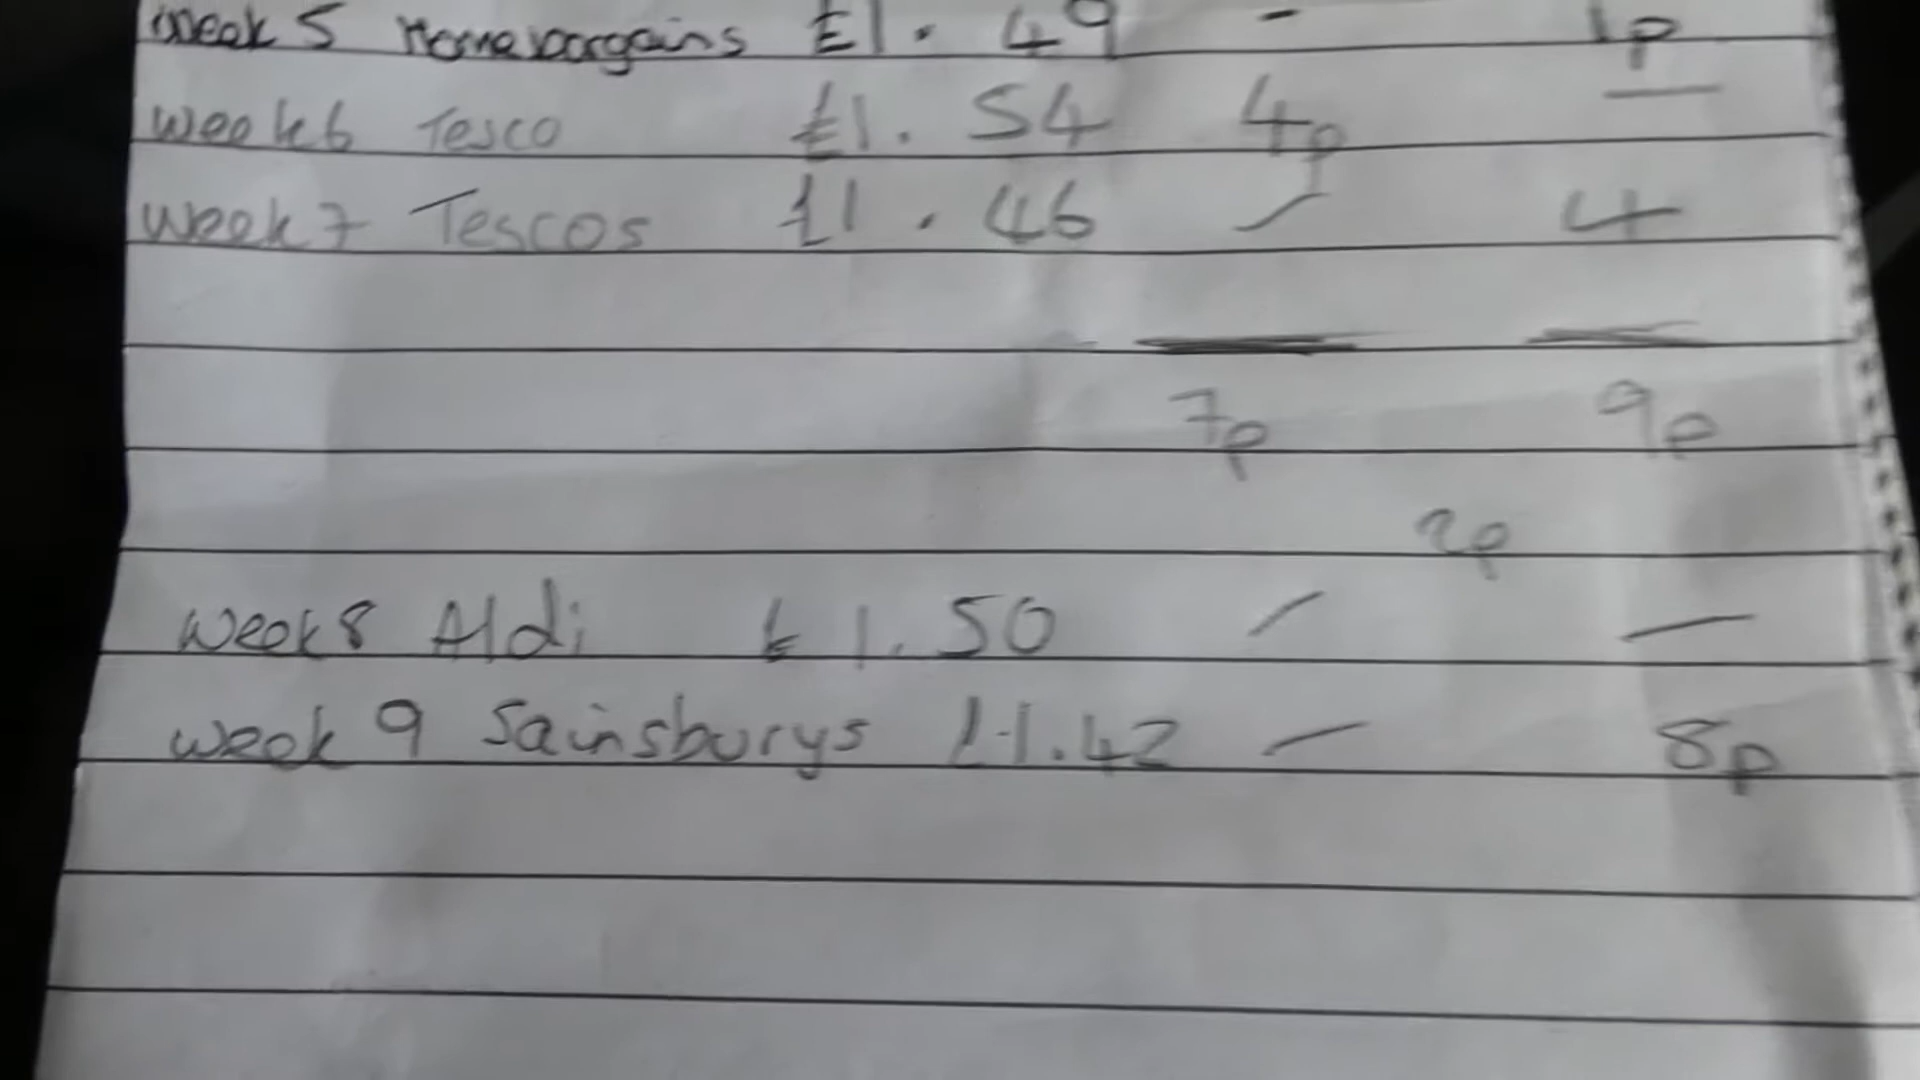 week 5 Homebargains £1.49 - 1p
week 6 Tesco £1.54 4p —
week 7 Tescos £1.46 - 4
7p 9p
2p
week 8 Aldi £1.50 - -
week 9 Sainsburys £1.42 - 8p